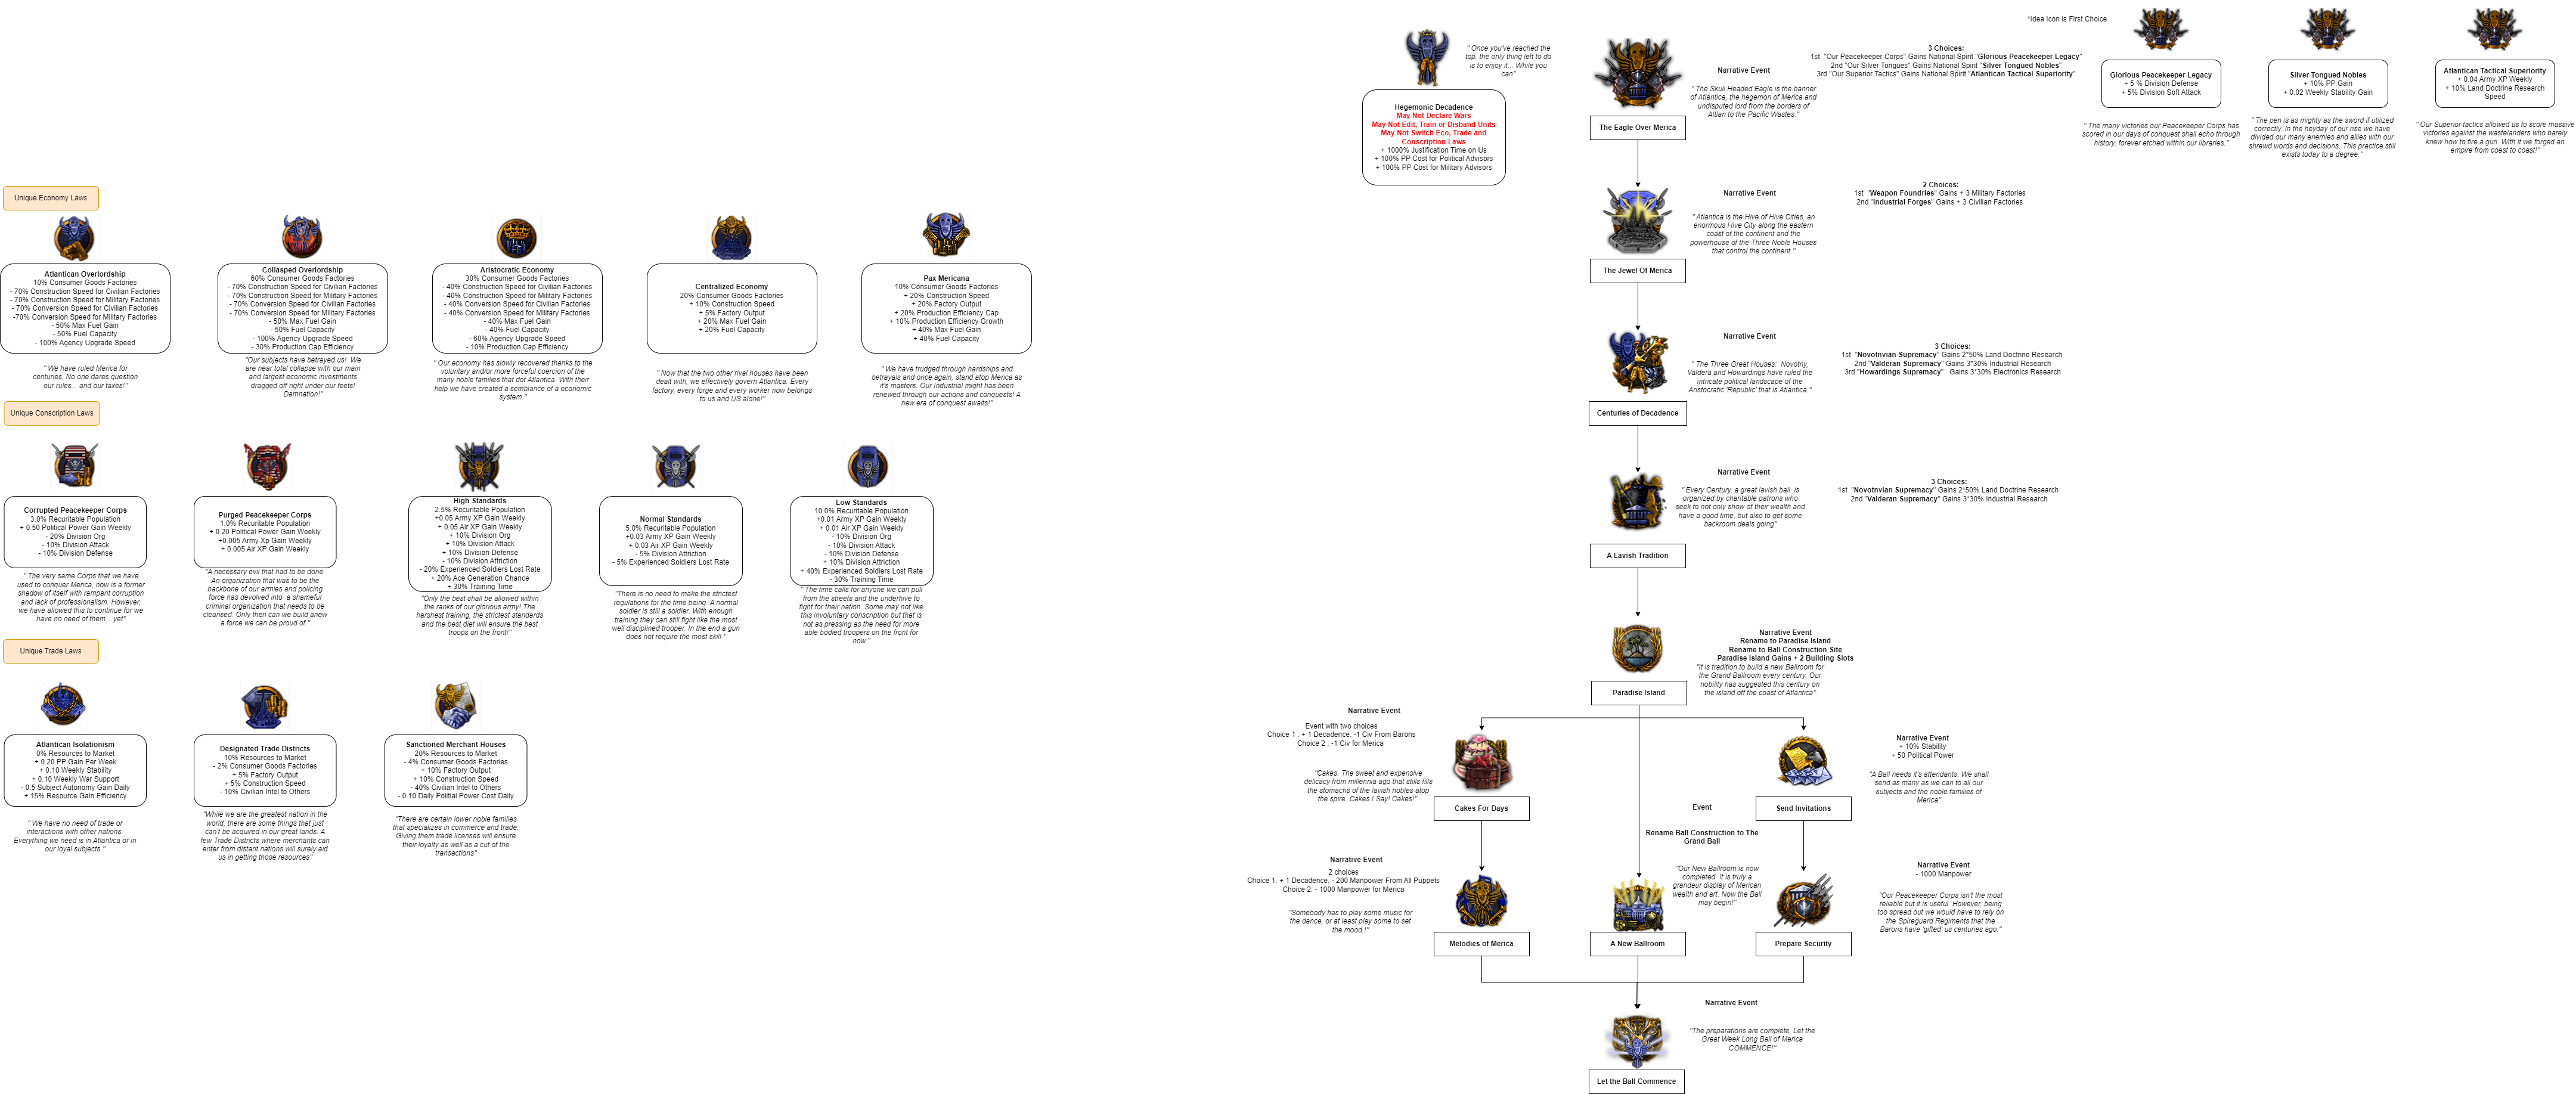 Unique Economy Laws
Atlantican Overlordship
10% Consumer Goods Factories
- 70% Construction Speed for Civilian Factories
- 70% Construction Speed for Military Factories
- 70% Conversion Speed for Civilian Factories
-70% Conversion Speed for Military Factories
- 50% Max Fuel Gain
- 50% Fuel Capacity
- 100% Agency Upgrade Speed
" We have ruled Merica for
centuries. No one dares question
our rules... and our taxes!"
Collasped Overlordship
60% Consumer Goods Factories
- 70% Construction Speed for Civilian Factories
- 70% Construction Speed for Military Factories
- 70% Conversion Speed for Civilian Factories
- 70% Conversion Speed for Military Factories
- 50% Max Fuel Gain
- 50% Fuel Capacity
- 100% Agency Upgrade Speed
- 30% Production Cap Efficiency
"Our subjects have betrayed us! We
are near total collapse with our main
and largest economic investments
dragged off right under our feets!
Damnation!"
Aristocratic Economy
30% Consumer Goods Factories
- 40% Construction Speed for Civilian Factories
- 40% Construction Speed for Military Factories
- 40% Conversion Speed for Civilian Factories
- 40% Conversion Speed for Military Factories
- 40% Max Fuel Gain
- 40% Fuel Capacity
- 60% Agency Upgrade Speed
- 10% Production Cap Efficiency
" Our economy has slowly recovered thanks to the
voluntary and/or more forceful coercion of the
many noble families that dot Atlantica. With their
help we have created a semblance of a economic
system."
Centralized Economy
20% Consumer Goods Factories
+ 10% Construction Speed
+ 5% Factory Output
+ 20% Max Fuel Gain
+ 20% Fuel Capacity
" Now that the two other rival houses have been
dealt with, we effectively govern Atlantica. Every
factory, every forge and every worker now belongs
to us and US alone!"
Pax Mericana
10% Consumer Goods Factories
+ 20% Construction Speed
+ 20% Factory Output
+ 20% Production Efficiency Cap
+ 10% Production Efficiency Growth
+ 40% Max Fuel Gain
+ 40% Fuel Capacity
" We have trudged through hardships and
betrayals and once again, stand atop Merica as
it's masters. Our Industrial might has been
renewed through our actions and conquests! A
new era of conquest awaits!"
Unique Conscription Laws
Corrupted Peacekeeper Corps
3.0% Recuritable Population
+ 0.50 Political Power Gain Weekly
- 20% Division Org
- 10% Division Attack
- 10% Division Defense
" The very same Corps that we have
used to conquer Merica, now is a former
shadow of itself with rampant corruption
and lack of professionalism. However,
we have allowed this to continue for we
have no need of them... yet"
Purged Peacekeeper Corps
1.0% Recuritable Population
+ 0.20 Political Power Gain Weekly
+0.005 Army Xp Gain Weekly
+ 0.005 Air XP Gain Weekly
"A necessary evil that had to be done.
An organization that was to be the
backbone of our armies and policing
force has devolved into a shameful
criminal organization that needs to be
cleansed. Only then can we build anew
a force we can be proud of."
High Standards
2.5% Recuritable Population
+0.05 Army XP Gain Weekly
+ 0.05 Air XP Gain Weekly
+ 10% Division Org
+ 10% Division Attack
+ 10% Division Defense
- 10% Division Attriction
- 20% Experienced Soldiers Lost Rate
+ 20% Ace Generation Chance
+ 30% Training Time
"Only the best shall be allowed within
the ranks of our glorious army! The
harshest training, the strictest standards
and the best diet will ensure the best
troops on the front!"
Normal Standards
5.0% Recuritable Population
+0.03 Army XP Gain Weekly
+ 0.03 Air XP Gain Weekly
- 5% Division Attriction
- 5% Experienced Soldiers Lost Rate
"There is no need to make the strictest
regulations for the time being. A normal
soldier is still a soldier. With enough
training they can still fight like the most
well disciplined trooper. In the end a gun
does not require the most skill."
Low Standards
10.0% Recuritable Population
+0.01 Army XP Gain Weekly
+ 0.01 Air XP Gain Weekly
- 10% Division Org
- 10% Division Attack
- 10% Division Defense
+ 10% Division Attriction
+ 40% Experienced Soldiers Lost Rate
- 30% Training Time
" The time calls for anyone we can pull
from the streets and the underhive to
fight for their nation. Some may not like
this involuntary conscription but that is
not as pressing as the need for more
able bodied troopers on the front for
now."
Unique Trade Laws
Atlantican Isolationism
0% Resources to Market
+ 0.20 PP Gain Per Week
+ 0.10 Weekly Stability
+ 0.10 Weekly War Support
- 0.5 Subject Autonomy Gain Daily
+ 15% Resource Gain Efficiency
" We have no need of trade or
interactions with other nations.
Everything we need is in Atlantica or in
our loyal subjects."
Designated Trade Districts
10% Resources to Market
- 2% Consumer Goods Factories
+ 5% Factory Output
+ 5% Construction Speed
- 10% Civilian Intel to Others
"While we are the greatest nation in the
world, there are some things that just
can't be acquired in our great lands. A
few Trade Districts where merchants can
enter from distant nations will surely aid
us in getting those resources"
Sanctioned Merchant Houses
20% Resources to Market
- 4% Consumer Goods Factories
+ 10% Factory Output
+ 10% Construction Speed
- 40% Civilian Intel to Others
- 0.10 Daily Politial Power Cost Daily
"There are certain lower noble families
that specializes in commerce and trade.
Giving them trade licenses will ensure
their loyalty as well as a cut of the
transactions"
Hegemonic Decadence
May Not Declare Wars
May Not Edit, Train or Disband Units
May Not Switch Eco, Trade and
Conscription Laws
+ 1000% Justification Time on Us
+ 100% PP Cost for Political Advisors
+ 100% PP Cost for Military Advisors
" Once you've reached the
top, the only thing left to do
is to enjoy it... While you
can"
The Eagle Over Merica
Narrative Event
" The Skull Headed Eagle is the banner
of Atlantica, the hegemon of Merica and
undisputed lord from the borders of
Altlan to the Pacific Wastes."
3 Choices:
1st "Our Peacekeeper Corps" Gains National Spirit "Glorious Peacekeeper Legacy"
2nd "Our Silver Tongues" Gains National Spirit "Silver Tongued Nobles"
3rd "Our Superior Tactics" Gains National Spirit "Atlantican Tactical Superiority"
*Idea Icon is First Choice
Glorious Peacekeeper Legacy
+ 5 % Division Defense
+ 5% Division Soft Attack
" The many victories our Peacekeeper Corps has
scored in our days of conquest shall echo through
history, forever etched within our libraries."
Silver Tongued Nobles
+ 10% PP Gain
+ 0.02 Weekly Stability Gain
" The pen is as mighty as the sword if utilized
correctly. In the heyday of our rise we have
divided our many enemies and allies with our
shrewd words and decisions. This practice still
exists today to a degree."
Atlantican Tactical Superiority
+ 0.04 Army XP Weekly
+ 10% Land Doctrine Research
Speed
" Our Superior tactics allowed us to score massive
victories against the wastelanders who barely
knew how to fire a gun. With it we forged an
empire from coast to coast!"
The Jewel Of Merica
Narrative Event
" Atlantica is the Hive of Hive Cities, an
enormous Hive City along the eastern
coast of the continent and the
powerhouse of the Three Noble Houses
that control the continent."
2 Choices:
1st "Weapon Foundries" Gains + 3 Military Factories
2nd "Industrial Forges" Gains + 3 Civilian Factories
Centuries of Decadence
Narrative Event
" The Three Great Houses: Novotny,
Valdera and Howardings have ruled the
intricate political landscape of the
Aristocratic 'Republic' that is Atlantica."
3 Choices:
1st "Novotnvian Supremacy" Gains 2*50% Land Doctrine Research
2nd "Valderan Supremacy" Gains 3*30% Industrial Research
3rd "Howardings Supremacy" Gains 3*30% Electronics Research
A Lavish Tradition
Narrative Event
" Every Century, a great lavish ball is
organized by charitable patrons who
seek to not only show of their wealth and
have a good time, but also to get some
backroom deals going"
3 Choices:
1st "Novotnvian Supremacy" Gains 2*50% Land Doctrine Research
2nd "Valderan Supremacy" Gains 3*30% Industrial Research
Paradise Island
Narrative Event
Rename to Paradise Island
Rename to Ball Construction Site
Paradise Island Gains + 2 Building Slots
"It is tradition to build a new Ballroom for
the Grand Ballroom every century. Our
nobility has suggested this century on
the island off the coast of Atlantica"
Narrative Event
Event with two choices
Choice 1 : + 1 Decadence. -1 Civ From Barons
Choice 2 : -1 Civ for Merica
"Cakes. The sweet and expensive
delicacy from millennia ago that stills fills
the stomachs of the lavish nobles atop
the spire. Cakes I Say! Cakes!"
Cakes For Days
Send Invitations
Narrative Event
+ 10% Stability
+ 50 Political Power
"A Ball needs it's attendants. We shall
send as many as we can to all our
subjects and the noble families of
Merica"
Narrative Event
2 choices
Choice 1: + 1 Decadence. - 200 Manpower From All Puppets
Choice 2: - 1000 Manpower for Merica
"Somebody has to play some music for
the dance, or at least play some to set
the mood.!"
Melodies of Merica
Event
Rename Ball Construction to The
Grand Ball
"Our New Ballroom is now
completed. It is truly a
grandeur display of Merican
wealth and art. Now the Ball
may begin!"
A New Ballroom
Prepare Security
Narrative Event
- 1000 Manpower
"Our Peacekeeper Corps isn't the most
reliable but it is useful. However, being
too spread out we would have to rely on
the Spireguard Regiments that the
Barons have 'gifted' us centuries ago."
Narrative Event
"The preparations are complete. Let the
Great Week Long Ball of Merica
COMMENCE!"
Let the Ball Commence